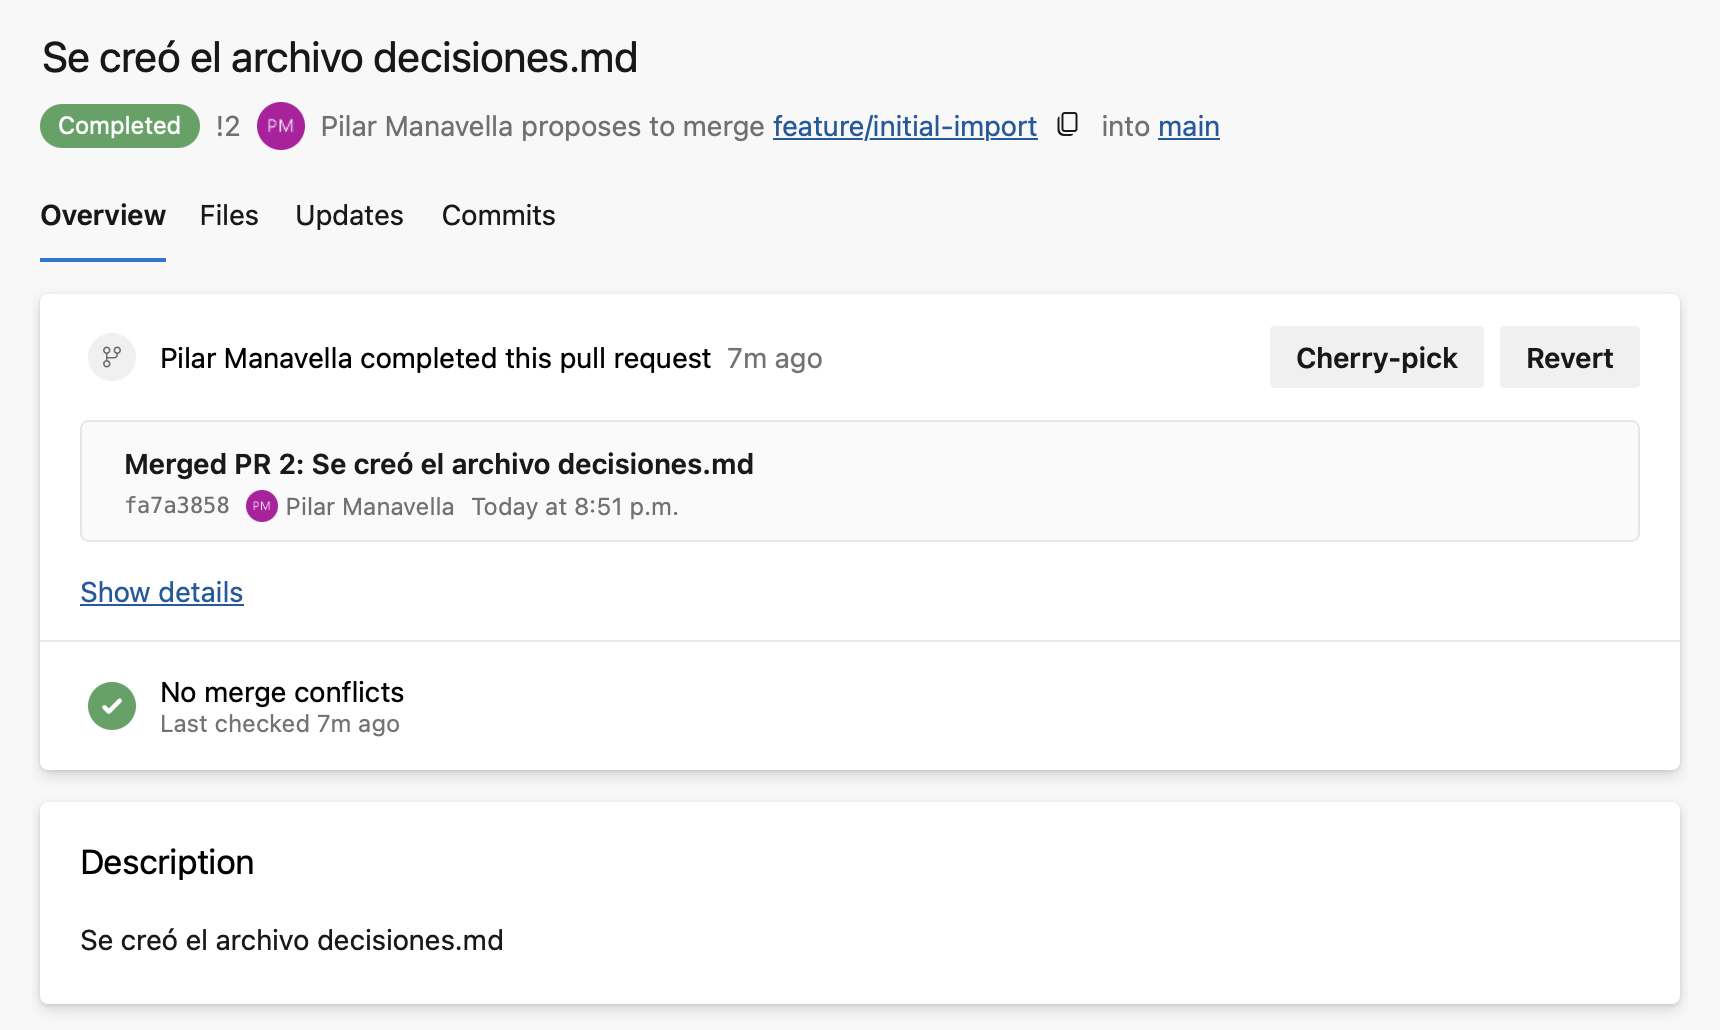 Se creó el archivo decisiones.md
Completed !2 PM Pilar Manavella proposes to merge feature/initial-import into main
Overview Files Updates Commits
Pilar Manavella completed this pull request 7m ago Cherry-pick Revert
Merged PR 2: Se creó el archivo decisiones.md
fa7a3858 PM Pilar Manavella Today at 8:51 p.m.
Show details
No merge conflicts
Last checked 7m ago
Description
Se creó el archivo decisiones.md